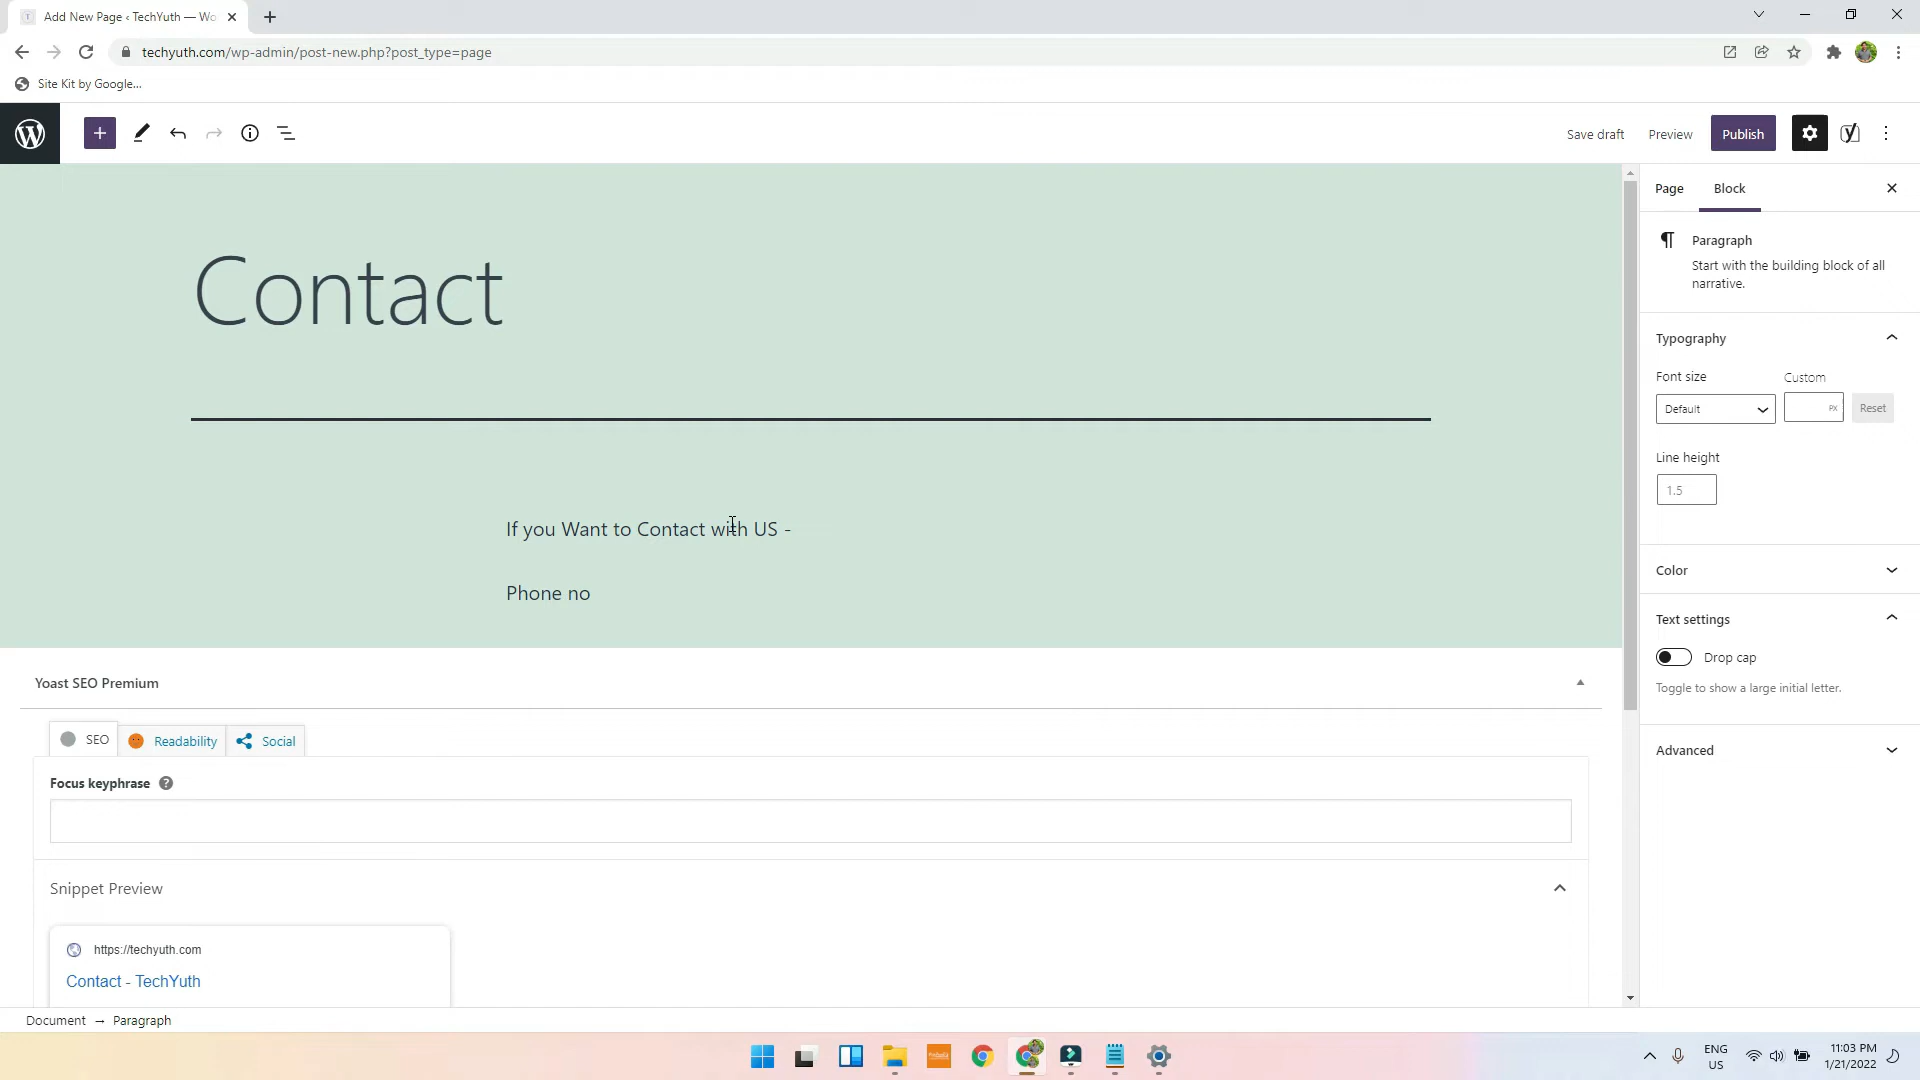 Add New Page ‹ TechYuth — Wo
techyuth.com/wp-admin/post-new.php?post_type=page
Site Kit by Google...
Save draft
Preview
Publish
Page
Block
Contact
Paragraph
Start with the building block of all
narrative.
Typography
Font size
Custom
Default
PX
Reset
Line height
1.5
If you Want to Contact with US -
Phone no
Color
Text settings
Drop cap
Toggle to show a large initial letter.
Advanced
Yoast SEO Premium
SEO
Readability
Social
Focus keyphrase
Snippet Preview
https://techyuth.com
Contact - TechYuth
Document → Paragraph
ENG
US
11:03 PM
1/21/2022